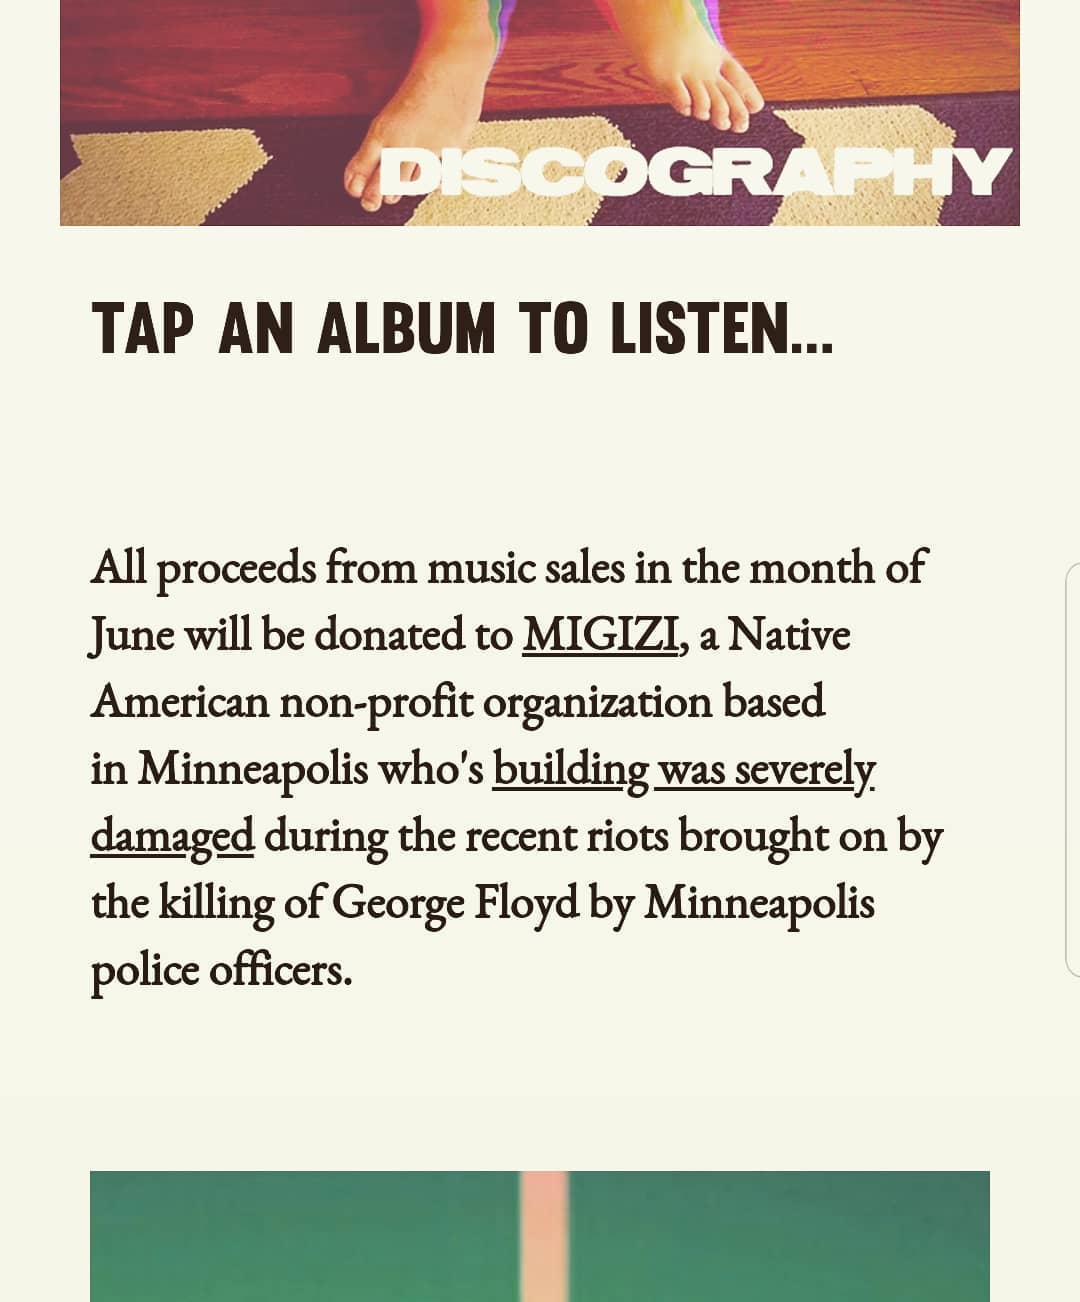 DISCOGRAPHY
TAP AN ALBUM TO LISTEN...
All proceeds from music sales in the month of
June will be donated to MIGIZI, a Native
American non-profit organization based
in Minneapolis who's building was severely
damaged during the recent riots brought on by
the killing of George Floyd by Minneapolis
police officers.